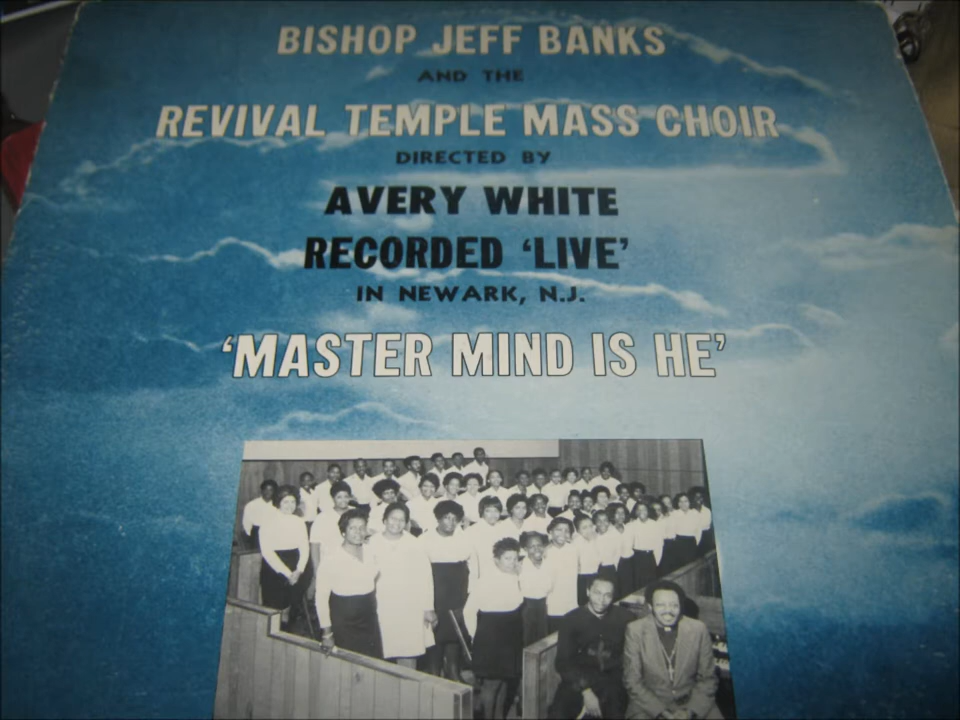 BISHOP JEFF BANKS
AND THE
REVIVAL TEMPLE MASS CHOIR
DIRECTED BY
AVERY WHITE
RECORDED ‘LIVE’
IN NEWARK, N.J.
‘MASTER MIND IS HE’